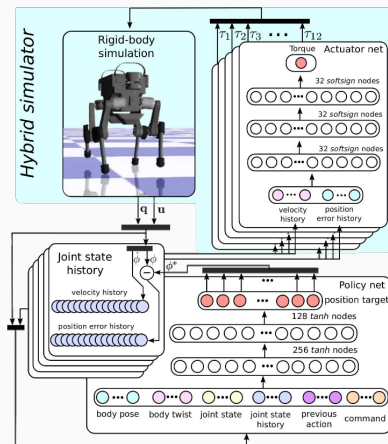 Hybrid simulator
Rigid-body
simulation
τ1 τ2 τ3 ··· τ12
Actuator net
Torque
32 softsign nodes
32 softsign nodes
32 softsign nodes
velocity
history
position
error history
q u
Joint state
history
φ̇ φ
φ*
velocity history
position error history
Policy net
position target
128 tanh nodes
256 tanh nodes
body pose
body twist
joint state
joint state
history
previous
action
command